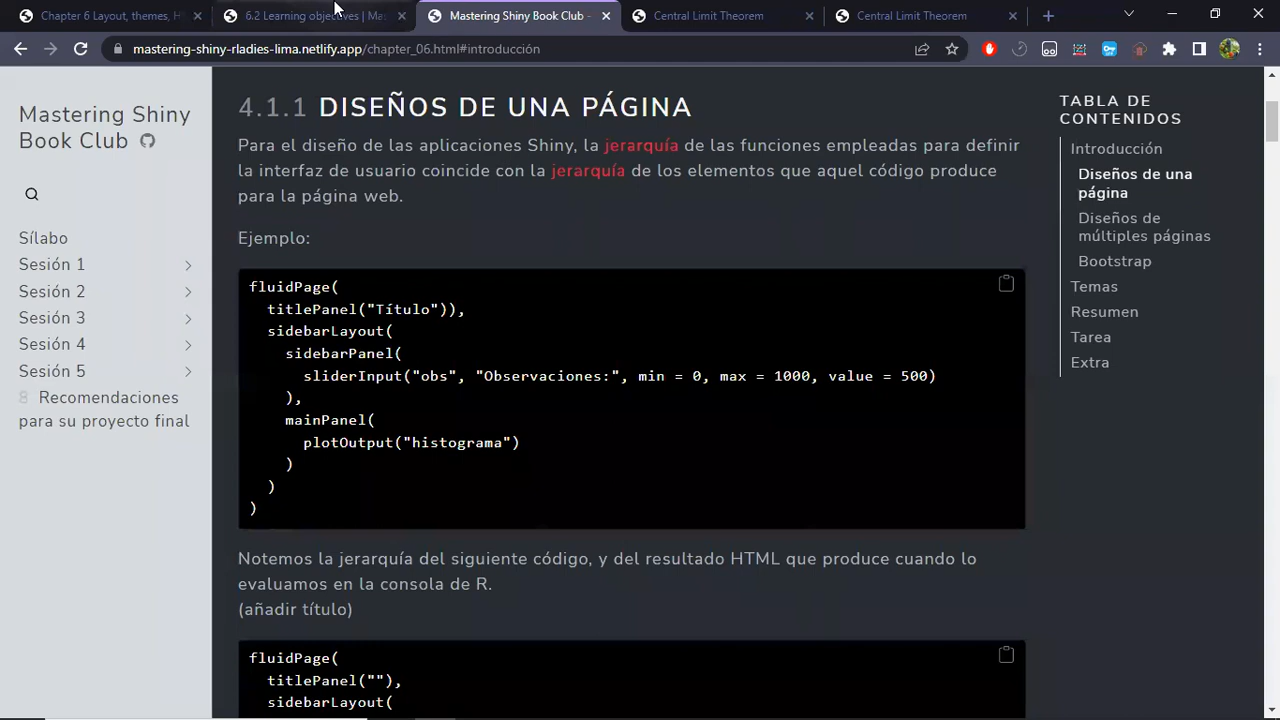 Chapter 6 Layout, themes, H
6.2 Learning objectives | Mas
Mastering Shiny Book Club -
Central Limit Theorem
Central Limit Theorem
mastering-shiny-rladies-lima.netlify.app/chapter_06.html#introducción
Mastering Shiny
Book Club
Sílabo
Sesión 1
Sesión 2
Sesión 3
Sesión 4
Sesión 5
8 Recomendaciones
para su proyecto final
4.1.1 DISEÑOS DE UNA PÁGINA
Para el diseño de las aplicaciones Shiny, la jerarquía de las funciones empleadas para definir
la interfaz de usuario coincide con la jerarquía de los elementos que aquel código produce
para la página web.
Ejemplo:
fluidPage(
titlePanel("Título")),
sidebarLayout(
sidebarPanel(
sliderInput("obs", "Observaciones:", min = 0, max = 1000, value = 500)
),
mainPanel(
plotOutput("histograma")
)
)
)
Notemos la jerarquía del siguiente código, y del resultado HTML que produce cuando lo
evaluamos en la consola de R.
(añadir título)
fluidPage(
titlePanel(""),
sidebarLayout(
TABLA DE
CONTENIDOS
Introducción
Diseños de una
página
Diseños de
múltiples páginas
Bootstrap
Temas
Resumen
Tarea
Extra